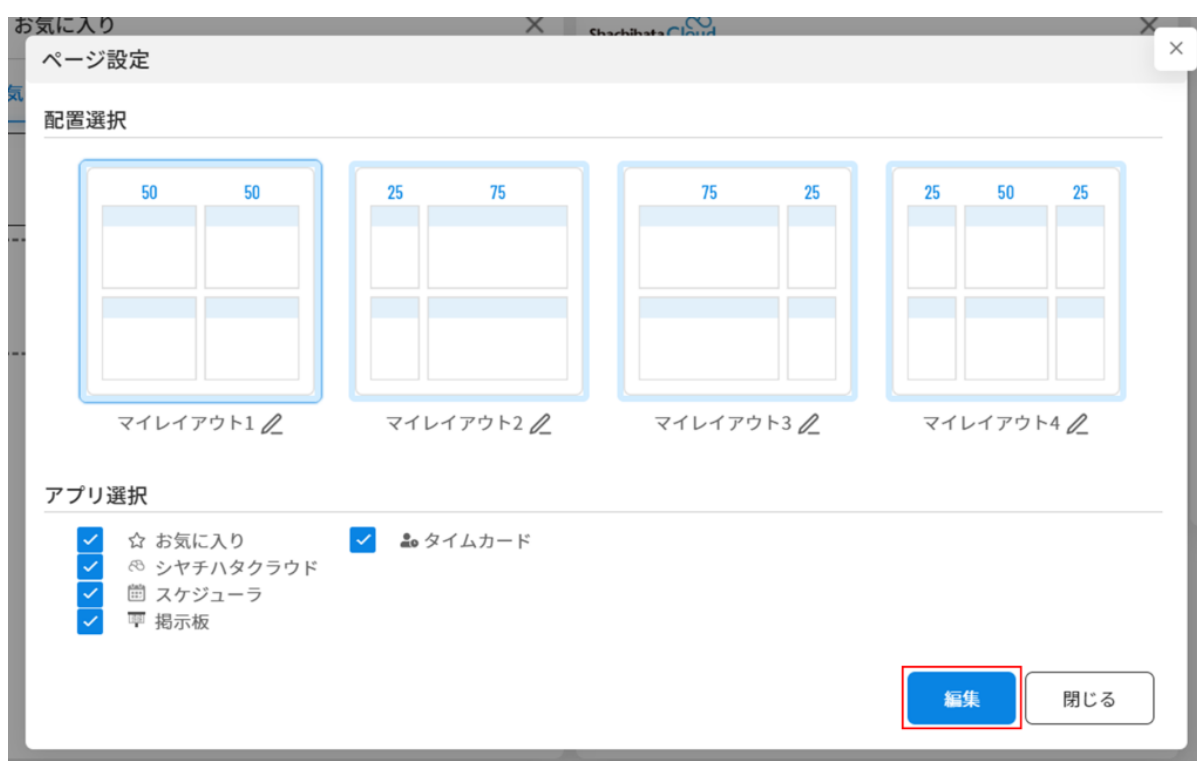 お気に入り
Shachihata Cloud
ページ設定
気
配置選択
50 50
25 75
75 25
25 50 25
マイレイアウト1
マイレイアウト2
マイレイアウト3
マイレイアウト4
アプリ選択
お気に入り
タイムカード
シヤチハタクラウド
スケジューラ
掲示板
編集
閉じる